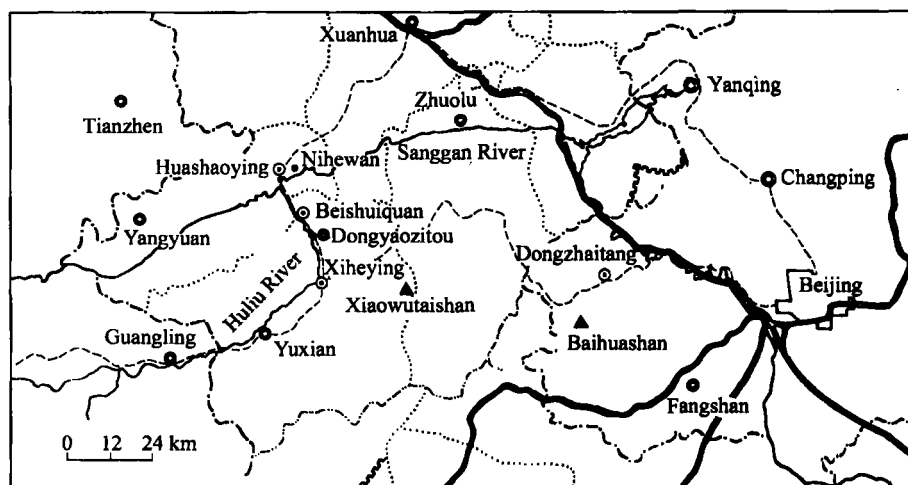 Xuanhua
Yanqing
Zhuolu
Tianzhen
Sanggan River
Huashaoying
Nihewan
Changping
Beishuiquan
Yangyuan
Dongyaozitou
Dongzhaitang
Xiheying
Beijing
Huliu River
Xiaowutaishan
Guangling
Yuxian
Baihuashan
Fangshan
0 12 24 km